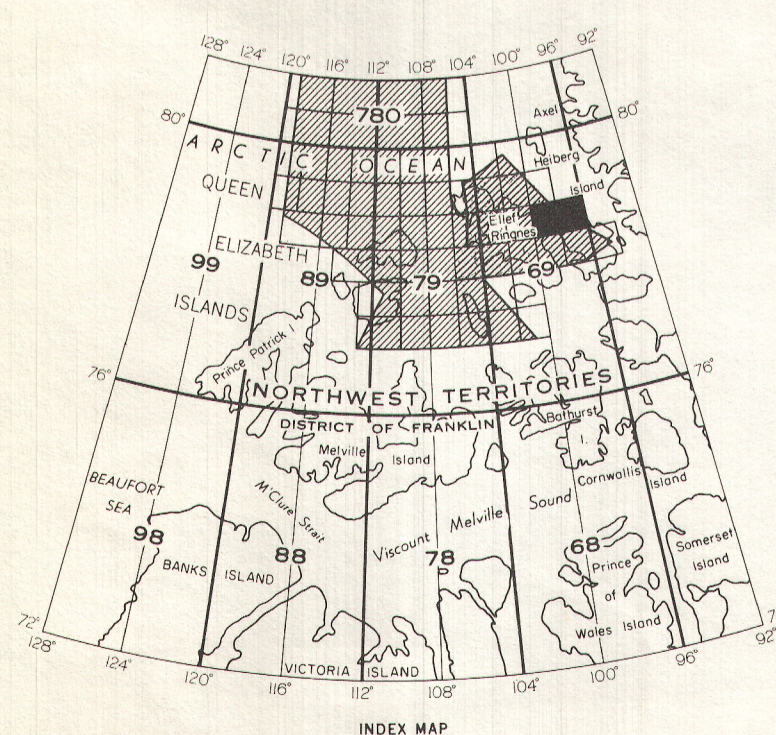 128° 124° 120° 116° 112° 108° 104° 100° 96° 92°
80°
80°
780
Axel
Heiberg
Island
ARCTIC OCEAN
QUEEN
ELIZABETH
ISLANDS
Ellef
Ringnes
99
89
79
69
Prince Patrick I
76°
76°
NORTHWEST TERRITORIES
DISTRICT OF FRANKLIN
Bathurst
I.
Melville
Island
Cornwallis
Island
BEAUFORT
SEA
M'Clure Strait
Viscount Melville Sound
98
88
78
68
BANKS ISLAND
Prince
of
Wales Island
Somerset
Island
VICTORIA ISLAND
72°
7
128° 124° 120° 116° 112° 108° 104° 100° 96° 92
INDEX MAP